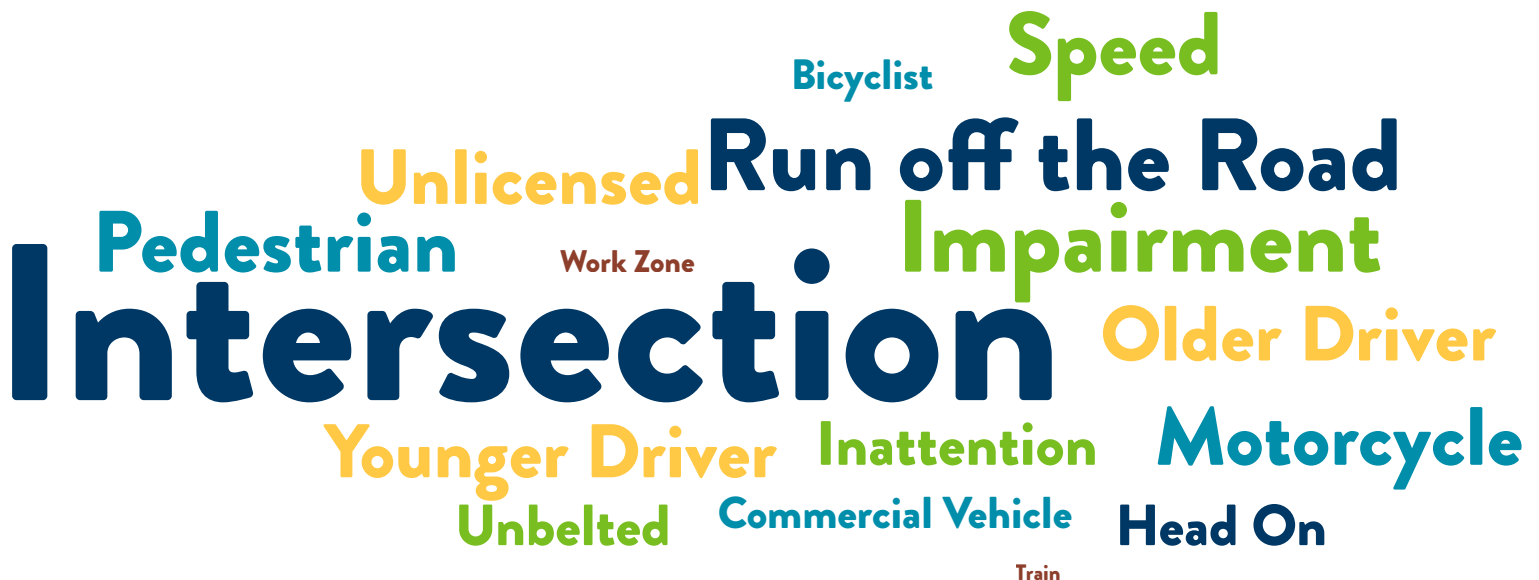 Speed
Bicyclist
Run off the Road
Unlicensed
Pedestrian
Work Zone
Impairment
Intersection
Older Driver
Younger Driver
Inattention
Motorcycle
Unbelted
Commercial Vehicle
Head On
Train